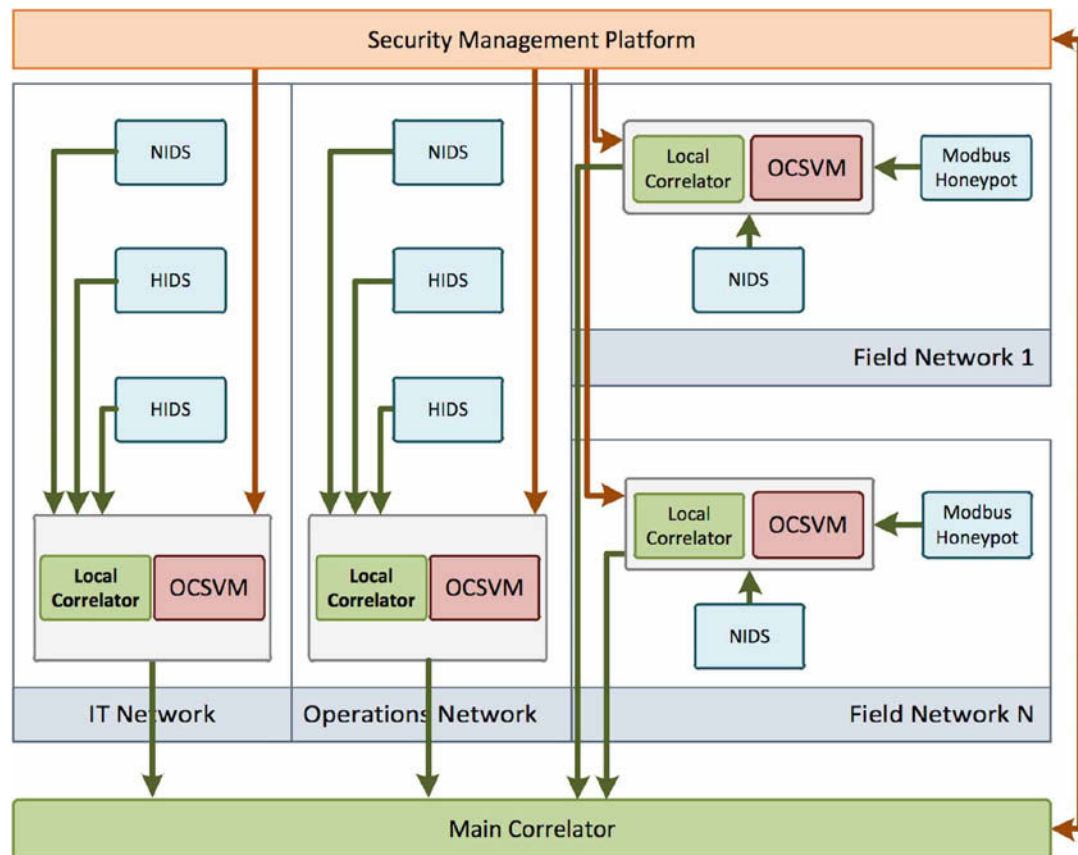 Security Management Platform
NIDS
HIDS
HIDS
Local
Correlator
OCSVM
IT Network
NIDS
HIDS
HIDS
Local
Correlator
OCSVM
Operations Network
Local
Correlator
OCSVM
Modbus
Honeypot
NIDS
Field Network 1
Local
Correlator
OCSVM
Modbus
Honeypot
NIDS
Field Network N
Main Correlator